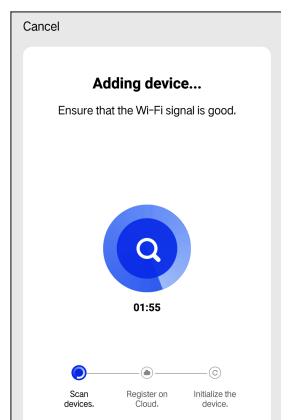 Cancel
Adding device...
Ensure that the Wi-Fi signal is good.
01:55
Scan
devices.
Register on
Cloud.
Initialize the
device.